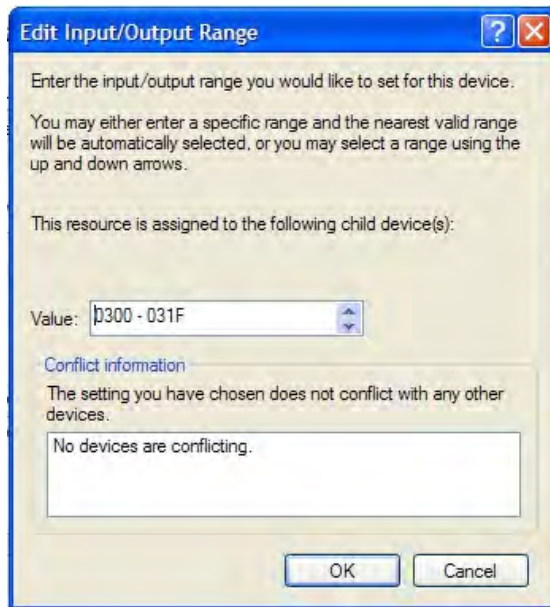 Edit Input/Output Range
Enter the input/output range you would like to set for this device.
You may either enter a specific range and the nearest valid range
will be automatically selected, or you may select a range using the
up and down arrows.
This resource is assigned to the following child device(s):
Value: 0300 - 031F
Conflict information
The setting you have chosen does not conflict with any other
devices.
No devices are conflicting.
OK Cancel